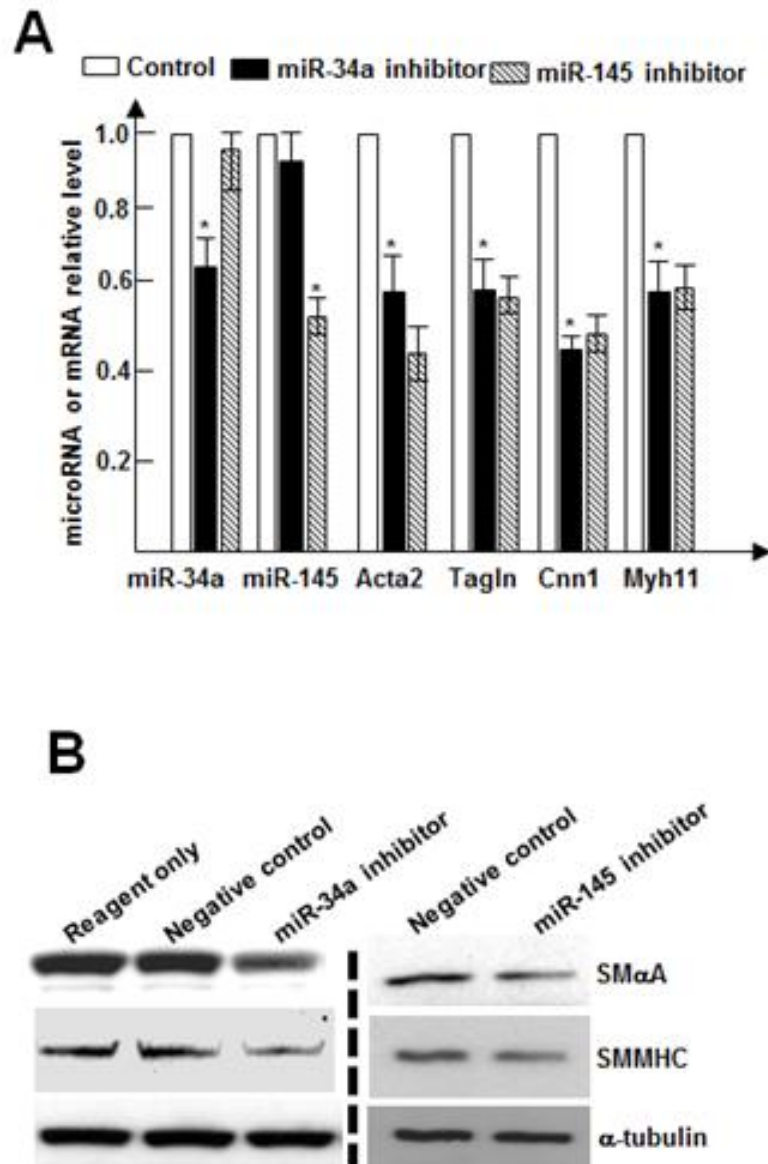 A
Control miR-34a inhibitor miR-145 inhibitor
microRNA or mRNA relative level
1.0
0.8
0.6
0.4
0.2
* * * * * *
miR-34a miR-145 Acta2 Tagln Cnn1 Myh11
B
Reagent only
Negative control
miR-34a inhibitor
Negative control
miR-145 inhibitor
SMαA
SMMHC
α-tubulin